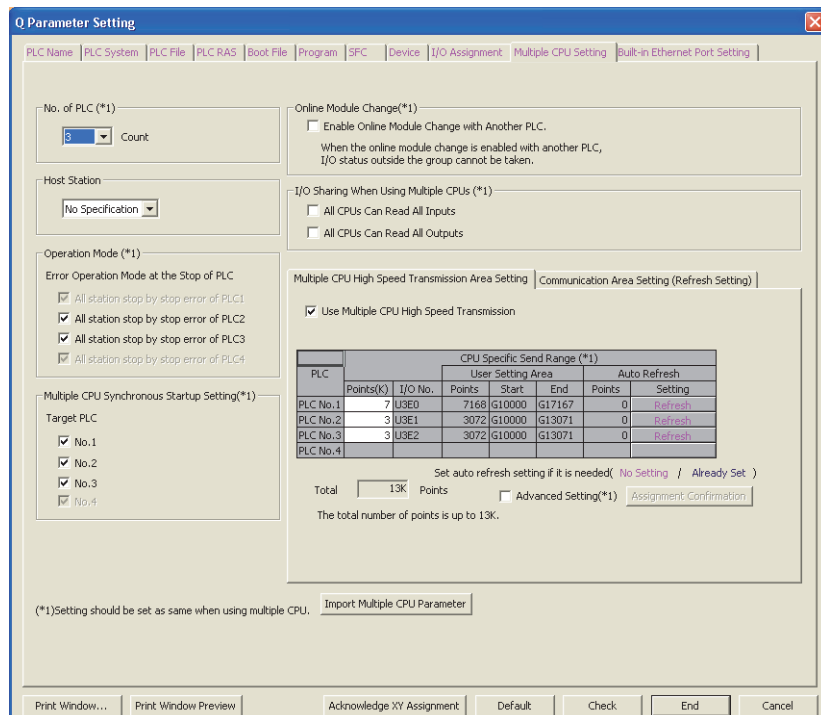 Q Parameter Setting
PLC Name PLC System PLC File PLC RAS Boot File Program SFC Device I/O Assignment Multiple CPU Setting Built-in Ethernet Port Setting
No. of PLC (*1)
3 Count
Host Station
No Specification
Operation Mode (*1)
Error Operation Mode at the Stop of PLC
All station stop by stop error of PLC1
All station stop by stop error of PLC2
All station stop by stop error of PLC3
All station stop by stop error of PLC4
Multiple CPU Synchronous Startup Setting(*1)
Target PLC
No.1
No.2
No.3
No.4
Online Module Change(*1)
Enable Online Module Change with Another PLC.
When the online module change is enabled with another PLC,
I/O status outside the group cannot be taken.
I/O Sharing When Using Multiple CPUs (*1)
All CPUs Can Read All Inputs
All CPUs Can Read All Outputs
Multiple CPU High Speed Transmission Area Setting Communication Area Setting (Refresh Setting)
Use Multiple CPU High Speed Transmission
CPU Specific Send Range (*1)
PLC User Setting Area Auto Refresh
Points(K) I/O No. Points Start End Points Setting
PLC No.1 7 U3E0 7168 G10000 G17167 0 Refresh
PLC No.2 3 U3E1 3072 G10000 G13071 0 Refresh
PLC No.3 3 U3E2 3072 G10000 G13071 0 Refresh
PLC No.4
Set auto refresh setting if it is needed( No Setting / Already Set )
Total 13K Points Advanced Setting(*1) Assignment Confirmation
The total number of points is up to 13K.
(*1)Setting should be set as same when using multiple CPU. Import Multiple CPU Parameter
Print Window... Print Window Preview Acknowledge XY Assignment Default Check End Cancel